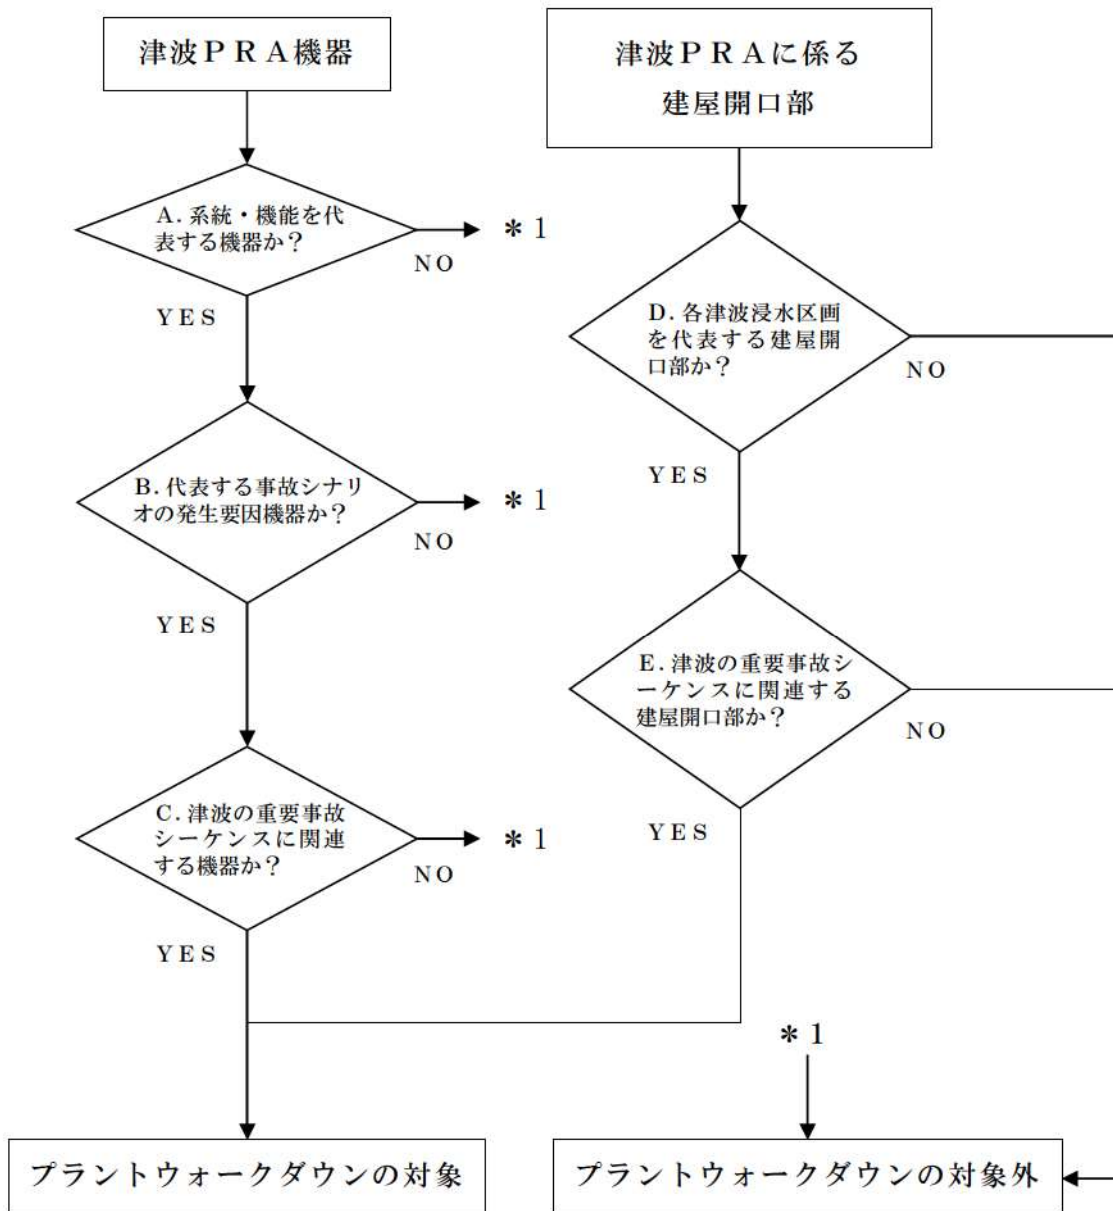 津波ＰＲＡ機器
A. 系統・機能を代
表する機器か？
NO
＊１
YES
B. 代表する事故シナリ
オの発生要因機器か？
NO
＊１
YES
C. 津波の重要事故
シーケンスに関連
する機器か？
NO
＊１
YES
津波ＰＲＡに係る
建屋開口部
D. 各津波浸水区画
を代表する建屋開
口部か？
NO
YES
E. 津波の重要事故シ
ーケンスに関連する
建屋開口部か？
NO
YES
＊１
プラントウォークダウンの対象
プラントウォークダウンの対象外